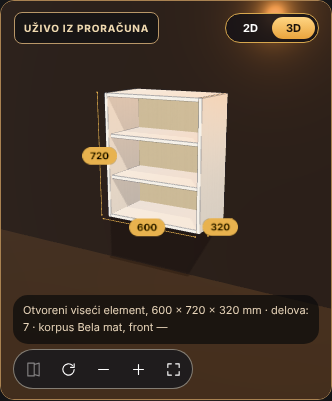 UŽIVO IZ PRORAČUNA
2D 3D
720
600
320
Otvoreni viseći element, 600 × 720 × 320 mm · delova:
7 · korpus Bela mat, front —